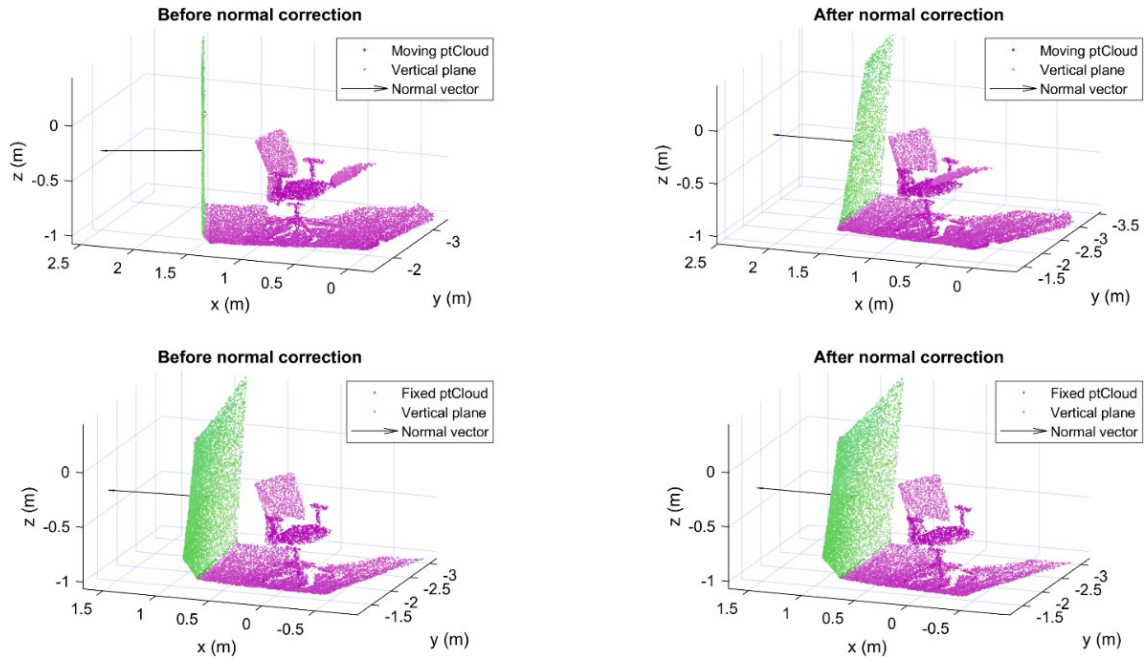 Before normal correction
Moving ptCloud
Vertical plane
Normal vector
0
-0.5
-1
z (m)
2.5
2
1.5
1
0.5
0
x (m)
-3
-2
y (m)
After normal correction
Moving ptCloud
Vertical plane
Normal vector
0
-0.5
-1
z (m)
2.5
2
1.5
1
0.5
0
x (m)
-3.5
-3
-2.5
-2
-1.5
y (m)
Before normal correction
Fixed ptCloud
Vertical plane
Normal vector
0
-0.5
-1
z (m)
1.5
1
0.5
0
-0.5
x (m)
-3
-2.5
-2
-1.5
y (m)
After normal correction
Fixed ptCloud
Vertical plane
Normal vector
0
-0.5
-1
z (m)
1.5
1
0.5
0
-0.5
x (m)
-3
-2.5
-2
-1.5
y (m)